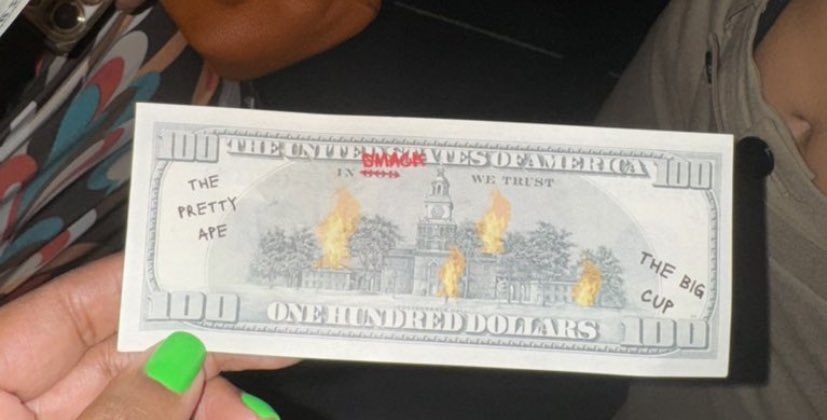 100 THE UNITED STATES OF AMERICA 100
SMACK
IN GOD WE TRUST
THE
PRETTY
APE
THE BIG
CUP
100 ONE HUNDRED DOLLARS 100